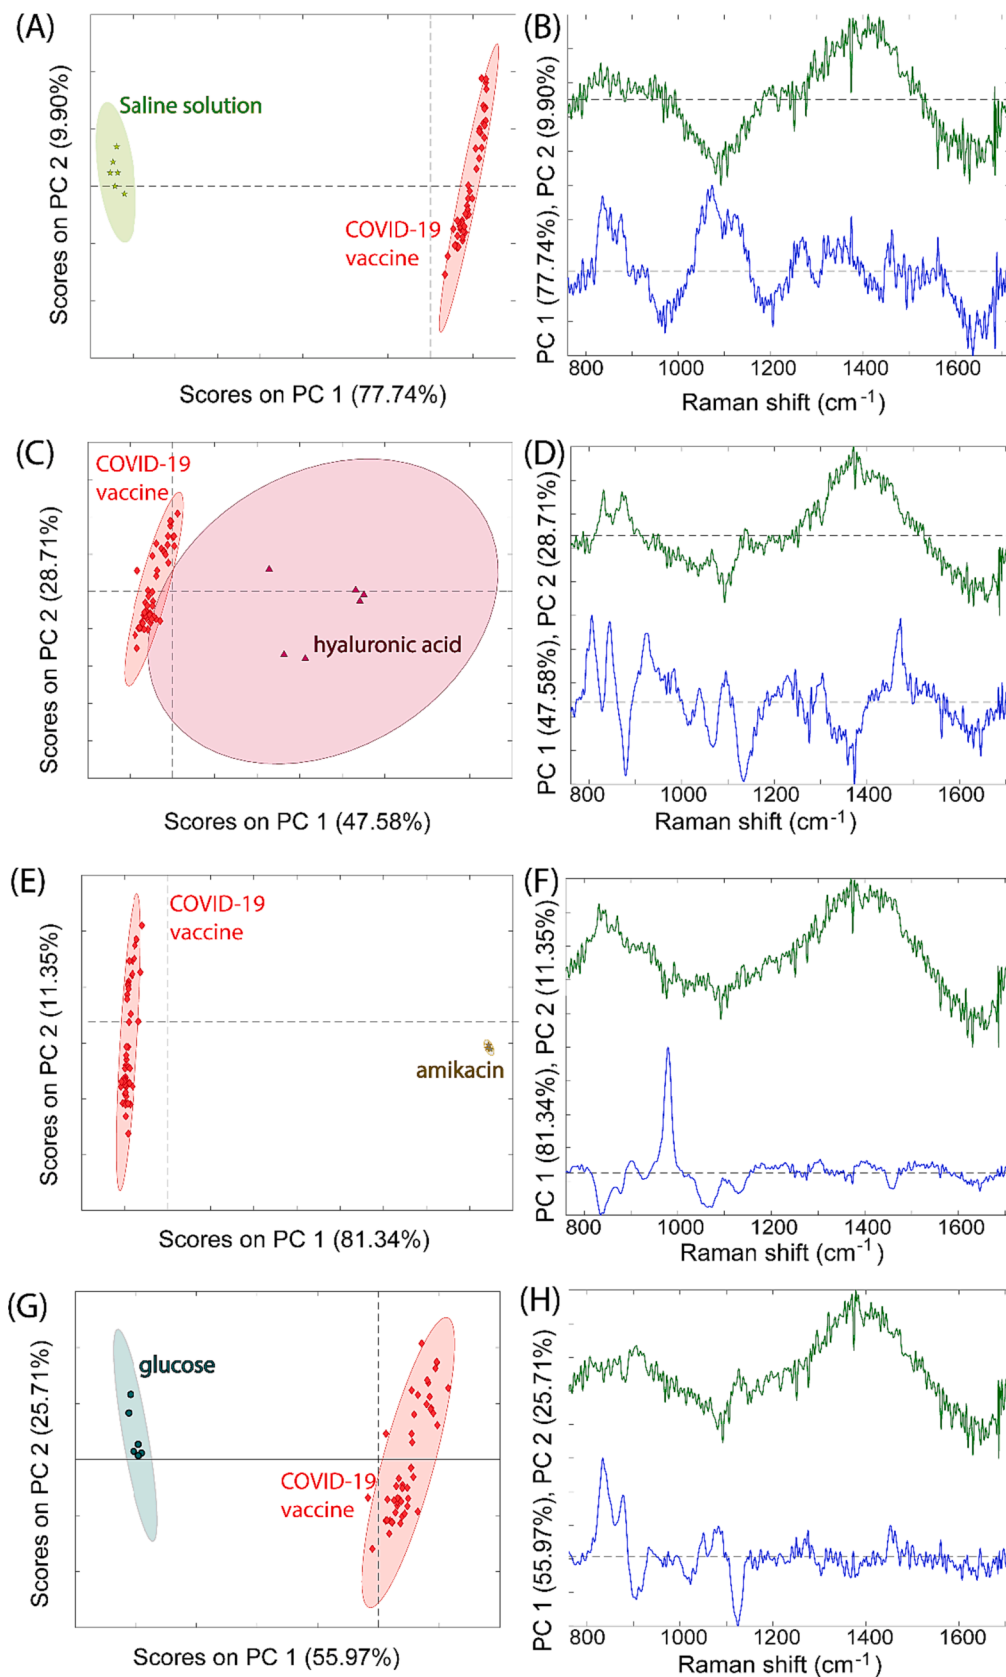 (A)
Scores on PC 2 (9.90%)
Saline solution
COVID-19
vaccine
Scores on PC 1 (77.74%)
(B)
PC 1 (77.74%), PC 2 (9.90%)
800 1000 1200 1400 1600
Raman shift (cm⁻¹)
(C)
Scores on PC 2 (28.71%)
COVID-19
vaccine
hyaluronic acid
Scores on PC 1 (47.58%)
(D)
PC 1 (47.58%), PC 2 (28.71%)
800 1000 1200 1400 1600
Raman shift (cm⁻¹)
(E)
Scores on PC 2 (11.35%)
COVID-19
vaccine
amikacin
Scores on PC 1 (81.34%)
(F)
PC 1 (81.34%), PC 2 (11.35%)
800 1000 1200 1400 1600
Raman shift (cm⁻¹)
(G)
Scores on PC 2 (25.71%)
glucose
COVID-19
vaccine
Scores on PC 1 (55.97%)
(H)
PC 1 (55.97%), PC 2 (25.71%)
800 1000 1200 1400 1600
Raman shift (cm⁻¹)